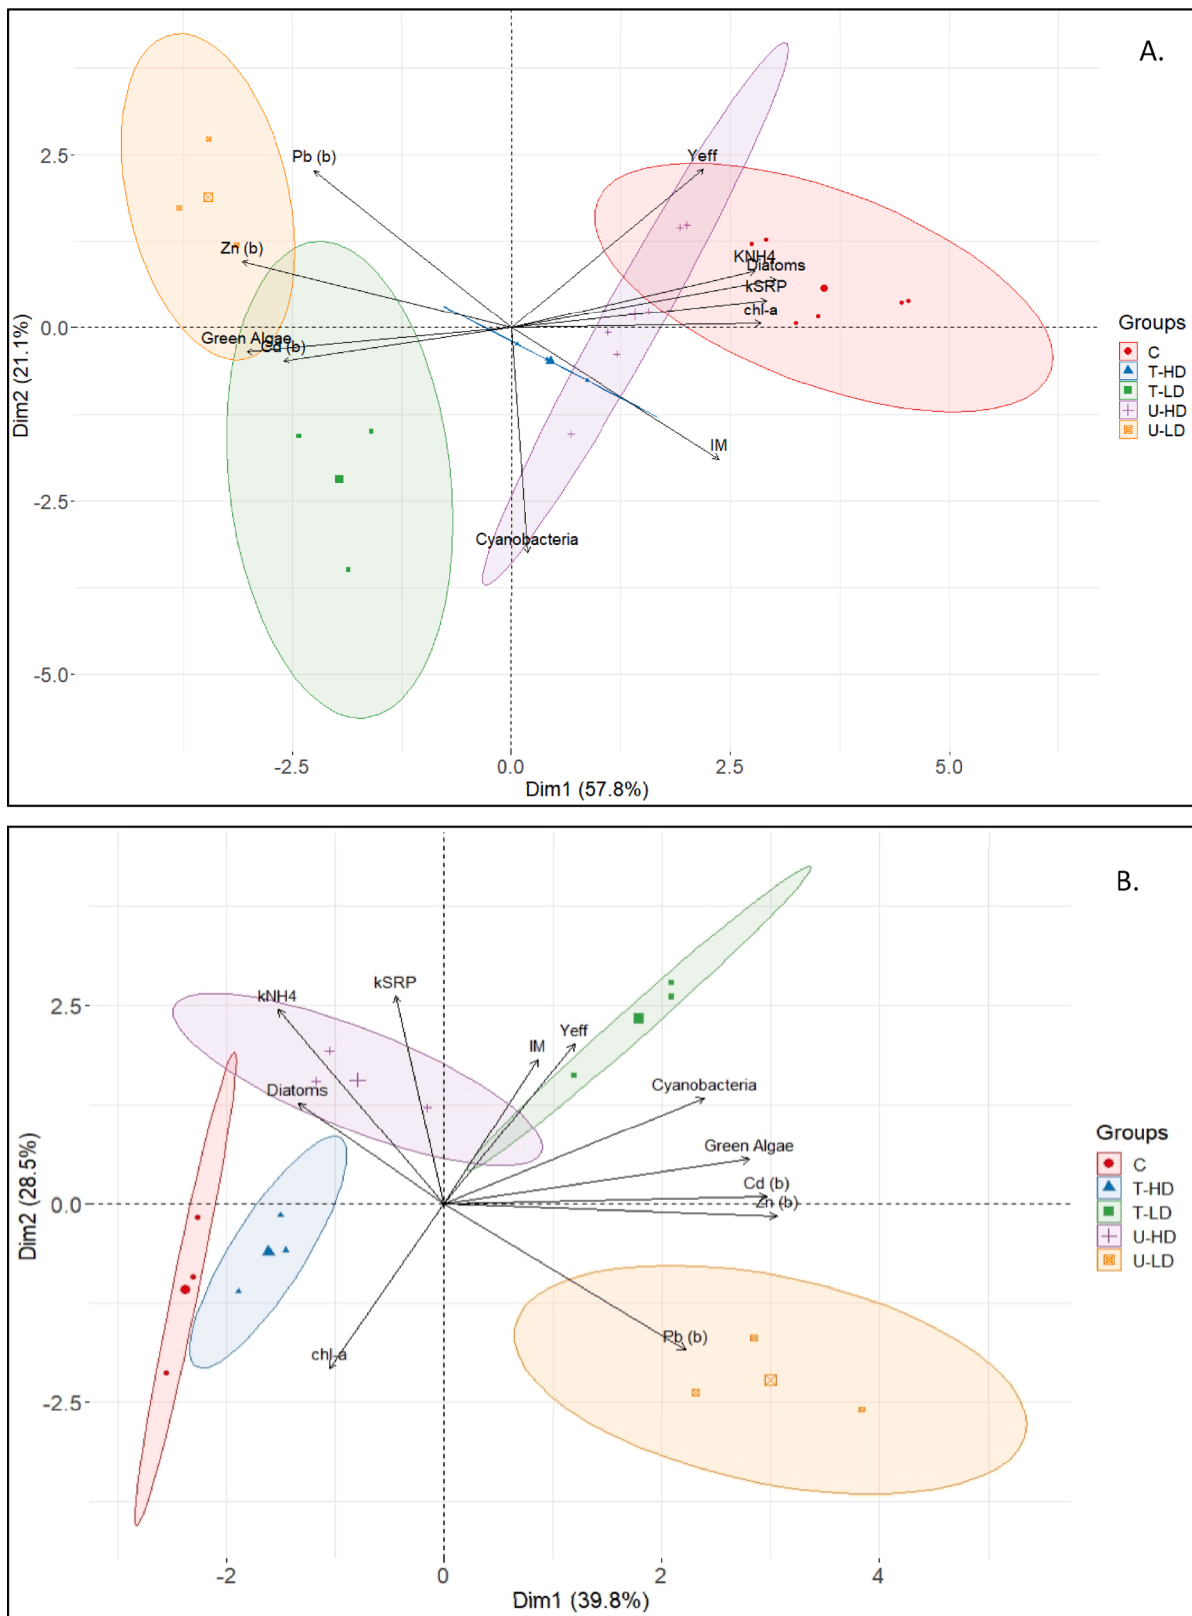 A.
2.5
0.0
-2.5
-5.0
Dim2 (21.1%)
Pb (b)
Yeff
Zn (b)
KNH4
Diatoms
kSRP
chl-a
Green Algae
Cd (b)
IM
Cyanobacteria
-2.5
0.0
2.5
5.0
Dim1 (57.8%)
Groups
C
T-HD
T-LD
U-HD
U-LD
B.
2.5
0.0
-2.5
Dim2 (28.5%)
kNH4
kSRP
IM
Yeff
Diatoms
Cyanobacteria
Green Algae
Cd (b)
Zn (b)
Pb (b)
chl-a
-2
0
2
4
Dim1 (39.8%)
Groups
C
T-HD
T-LD
U-HD
U-LD